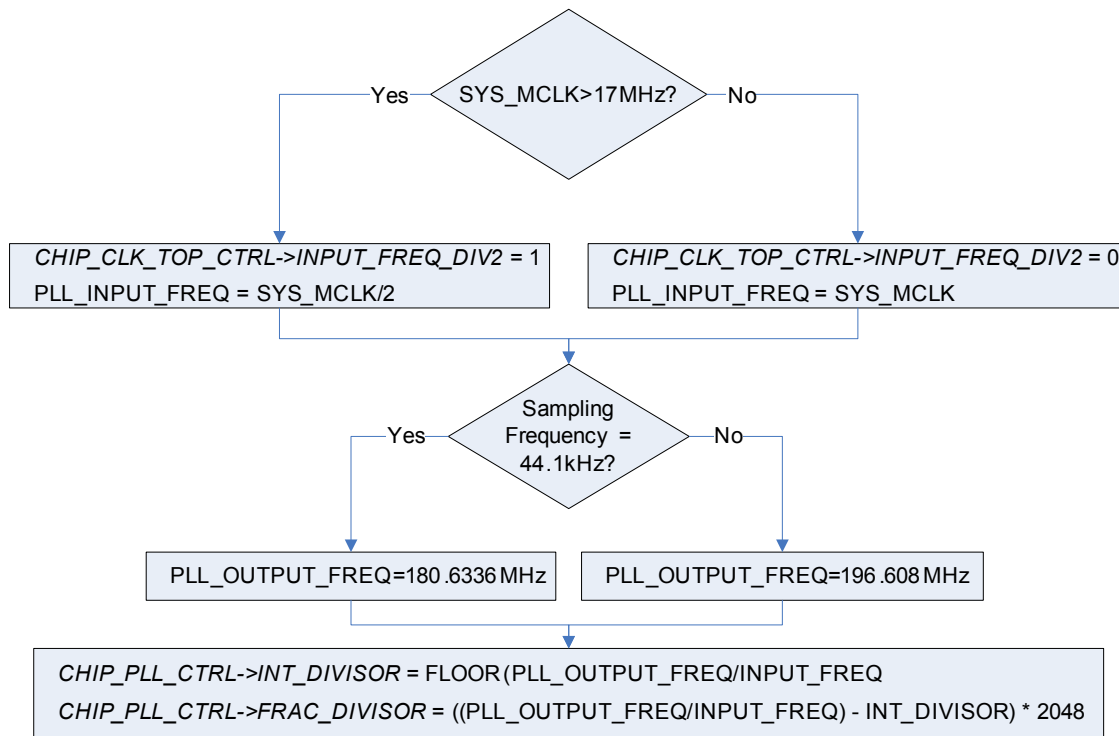 SYS_MCLK>17MHz?
Yes
No
CHIP_CLK_TOP_CTRL->INPUT_FREQ_DIV2 = 1
PLL_INPUT_FREQ = SYS_MCLK/2
CHIP_CLK_TOP_CTRL->INPUT_FREQ_DIV2 = 0
PLL_INPUT_FREQ = SYS_MCLK
Sampling
Frequency =
44.1kHz?
Yes
No
PLL_OUTPUT_FREQ=180.6336MHz
PLL_OUTPUT_FREQ=196.608MHz
CHIP_PLL_CTRL->INT_DIVISOR = FLOOR(PLL_OUTPUT_FREQ/INPUT_FREQ
CHIP_PLL_CTRL->FRAC_DIVISOR = ((PLL_OUTPUT_FREQ/INPUT_FREQ) - INT_DIVISOR) * 2048